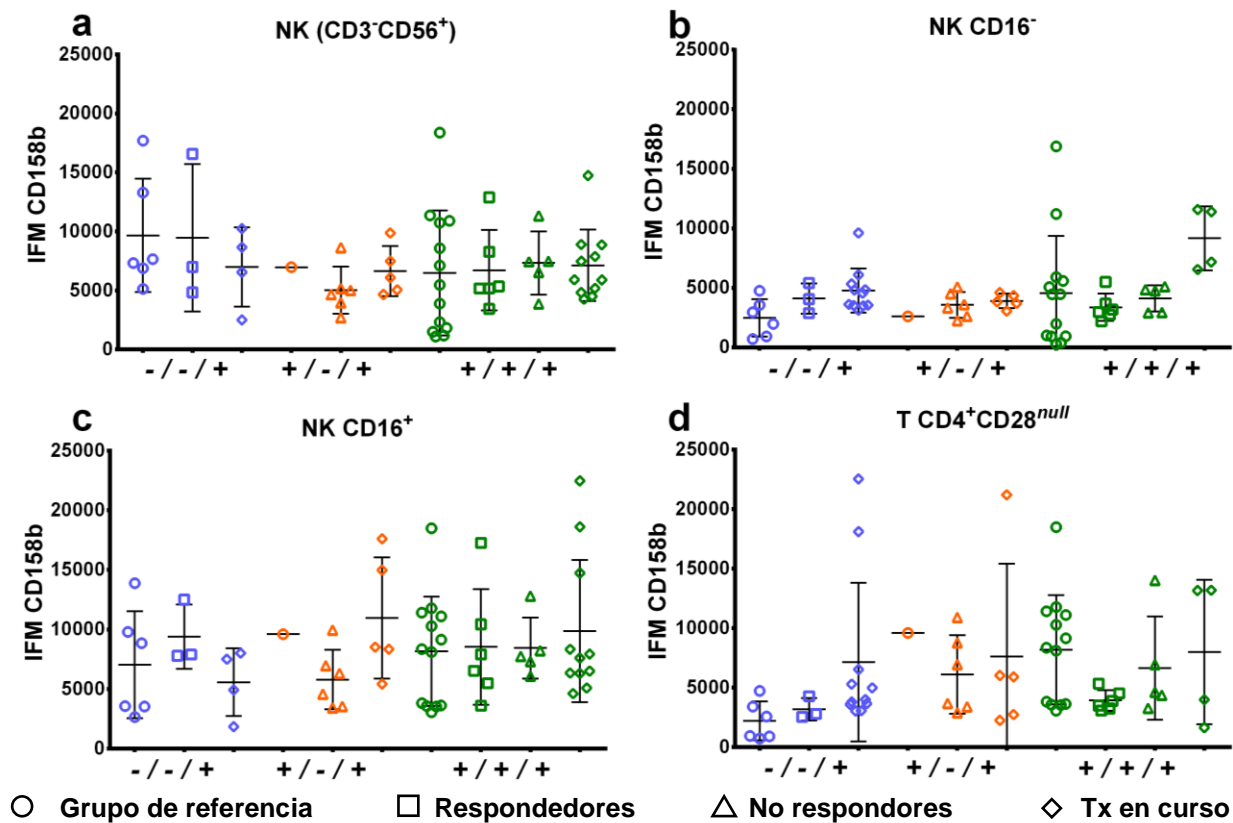 a
NK (CD3⁻CD56⁺)
IFM CD158b
25000
20000
15000
10000
5000
0
- / - / +
+ / - / +
+ / + / +
b
NK CD16⁻
IFM CD158b
25000
20000
15000
10000
5000
0
- / - / +
+ / - / +
+ / + / +
c
NK CD16⁺
IFM CD158b
25000
20000
15000
10000
5000
0
- / - / +
+ / - / +
+ / + / +
d
T CD4⁺CD28ⁿᵘˡˡ
IFM CD158b
25000
20000
15000
10000
5000
0
- / - / +
+ / - / +
+ / + / +
Grupo de referencia
Respondedores
No respondores
Tx en curso